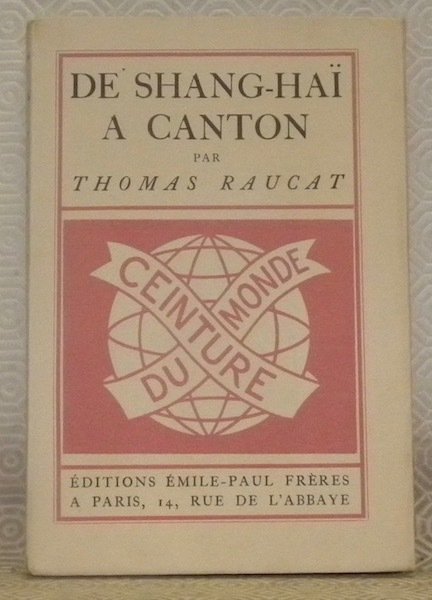 DE SHANG-HAÏ
A CANTON
PAR
THOMAS RAUCAT
CEINTURE
DU MONDE
ÉDITIONS ÉMILE-PAUL FRÈRES
A PARIS, 14, RUE DE L'ABBAYE